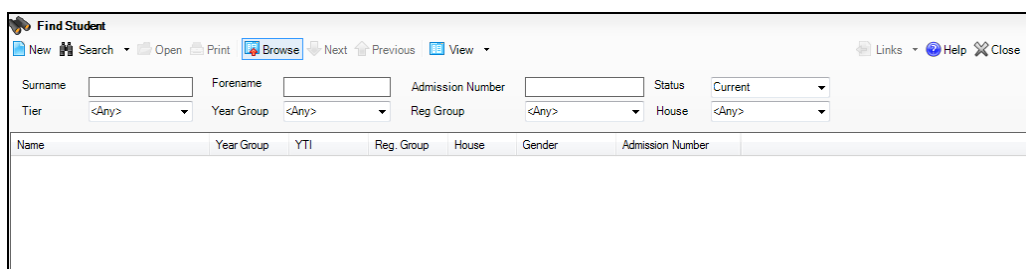 Find Student
New Search Open Print Browse Next Previous View Links Help Close
Surname Forename Admission Number Status Current
Tier <Any> Year Group <Any> Reg Group <Any> House <Any>
Name Year Group YTI Reg. Group House Gender Admission Number